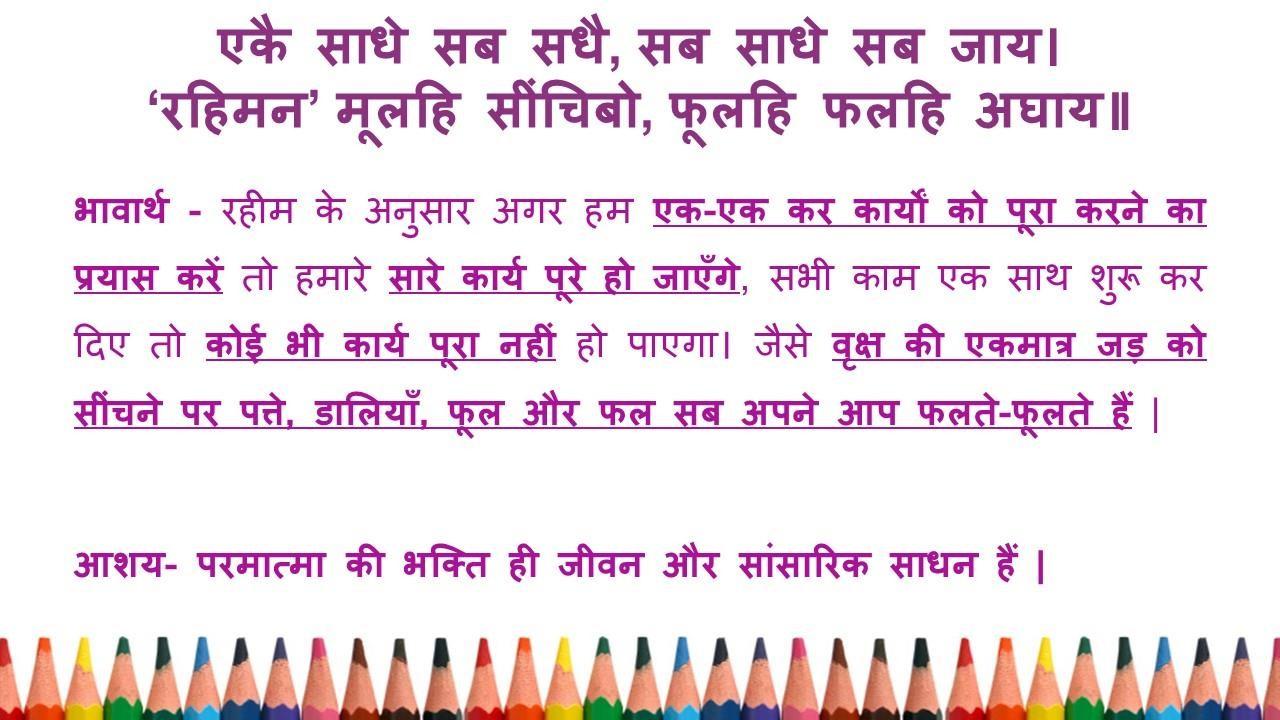 एकै साधे सब सधै, सब साधे सब जाय।
‘रहिमन’ मूलहि सींचिबो, फूलहि फलहि अघाय॥
भावार्थ - रहीम के अनुसार अगर हम एक-एक कर कार्यों को पूरा करने का
प्रयास करें तो हमारे सारे कार्य पूरे हो जाएँगे, सभी काम एक साथ शुरू कर
दिए तो कोई भी कार्य पूरा नहीं हो पाएगा। जैसे वृक्ष की एकमात्र जड़ को
सींचने पर पत्ते, डालियाँ, फूल और फल सब अपने आप फलते-फूलते हैं |
आशय- परमात्मा की भक्ति ही जीवन और सांसारिक साधन हैं |